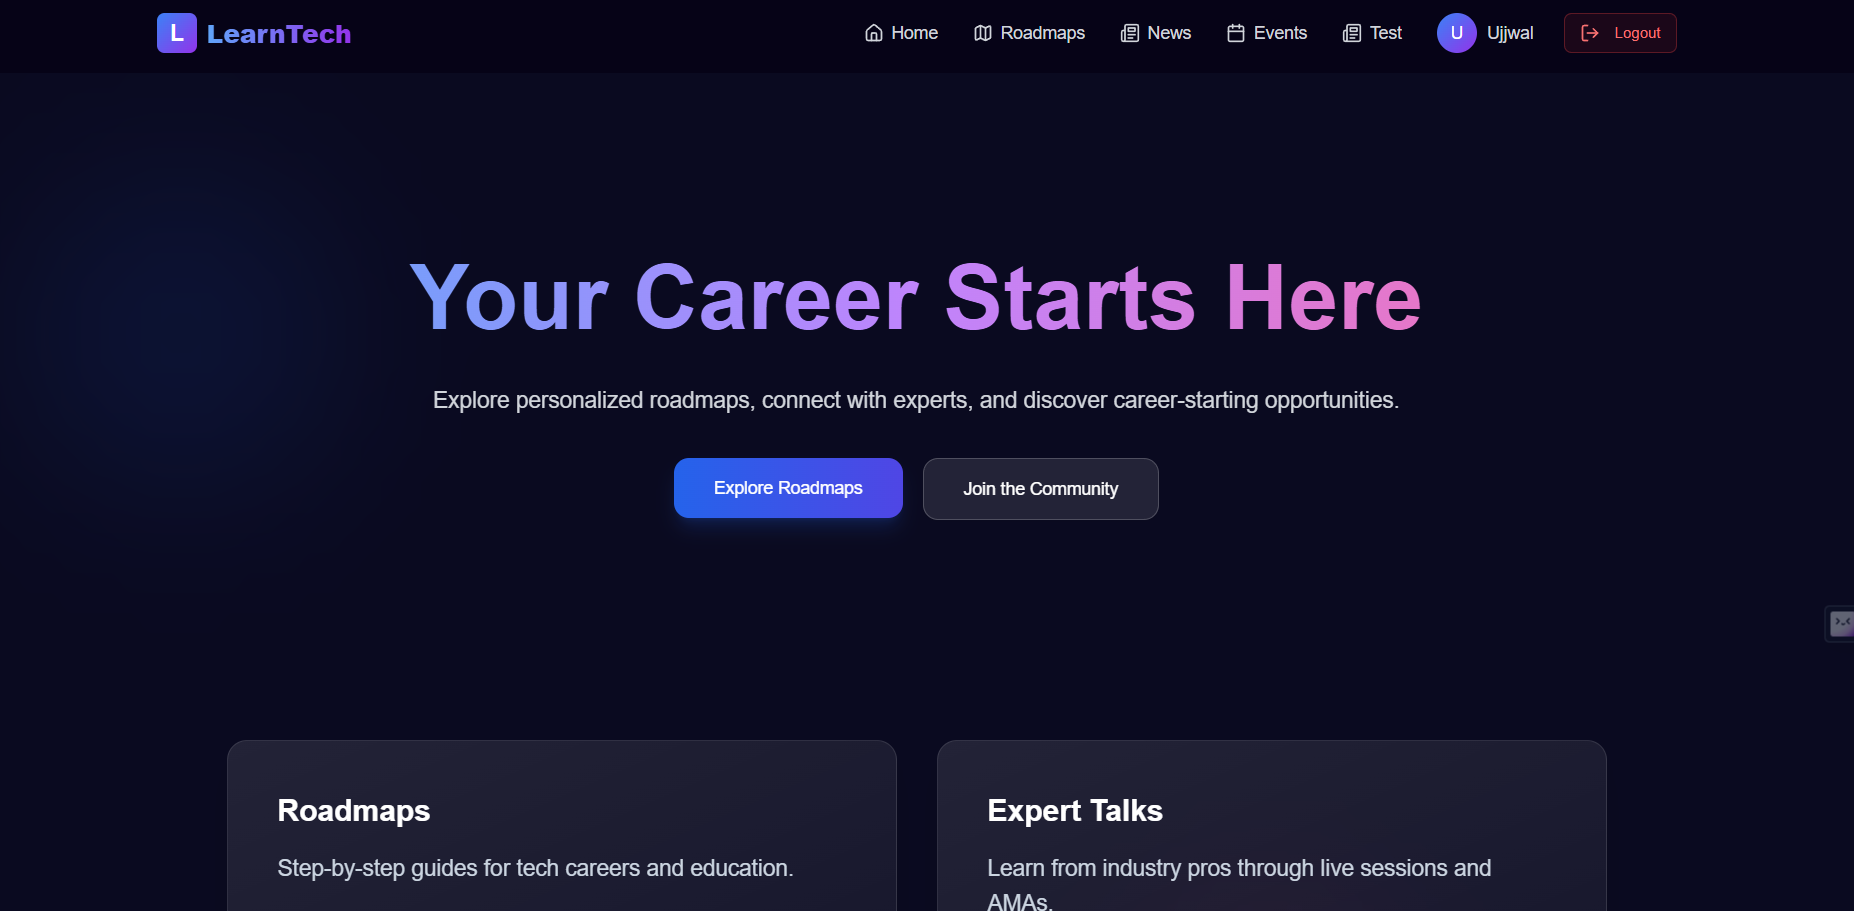 L LearnTech
Home Roadmaps News Events Test U Ujjwal Logout
Your Career Starts Here
Explore personalized roadmaps, connect with experts, and discover career-starting opportunities.
Explore Roadmaps Join the Community
Roadmaps
Step-by-step guides for tech careers and education.
Expert Talks
Learn from industry pros through live sessions and
AMAs.